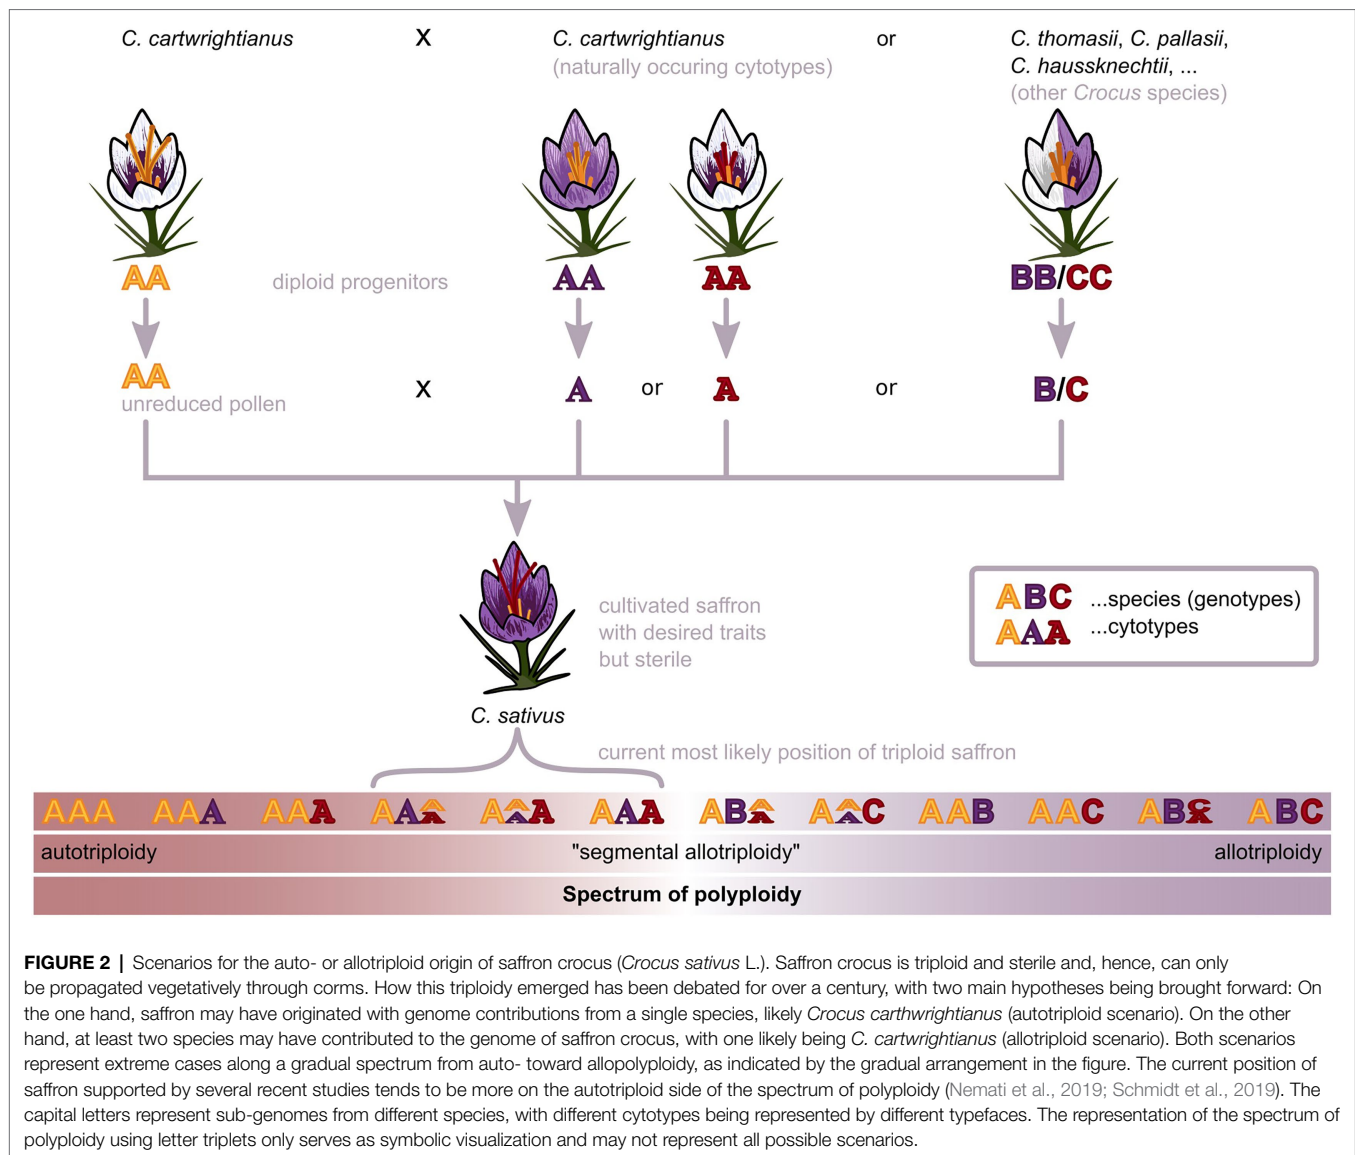 C. cartwrightianus X C. cartwrightianus or C. thomasii, C. pallasii,
(naturally occuring cytotypes) C. haussknechtii, ...
(other Crocus species)
AA diploid progenitors AA AA BB/CC
AA X A or A or B/C
unreduced pollen
cultivated saffron
with desired traits
but sterile
ABC ...species (genotypes)
AAA ...cytotypes
C. sativus
current most likely position of triploid saffron
AAA AAA AAA AAA AAA AAA ABA AAC AAB AAC ABC ABC
autotriploidy "segmental allotriploidy" allotriploidy
Spectrum of polyploidy
FIGURE 2 | Scenarios for the auto- or allotriploid origin of saffron crocus (Crocus sativus L.). Saffron crocus is triploid and sterile and, hence, can only
be propagated vegetatively through corms. How this triploidy emerged has been debated for over a century, with two main hypotheses being brought forward: On
the one hand, saffron may have originated with genome contributions from a single species, likely Crocus carthwrightianus (autotriploid scenario). On the other
hand, at least two species may have contributed to the genome of saffron crocus, with one likely being C. carthwrightianus (allotriploid scenario). Both scenarios
represent extreme cases along a gradual spectrum from auto- toward allopolyploidy, as indicated by the gradual arrangement in the figure. The current position of
saffron supported by several recent studies tends to be more on the autotriploid side of the spectrum of polyploidy (Nemati et al., 2019; Schmidt et al., 2019). The
capital letters represent sub-genomes from different species, with different cytotypes being represented by different typefaces. The representation of the spectrum of
polyploidy using letter triplets only serves as symbolic visualization and may not represent all possible scenarios.